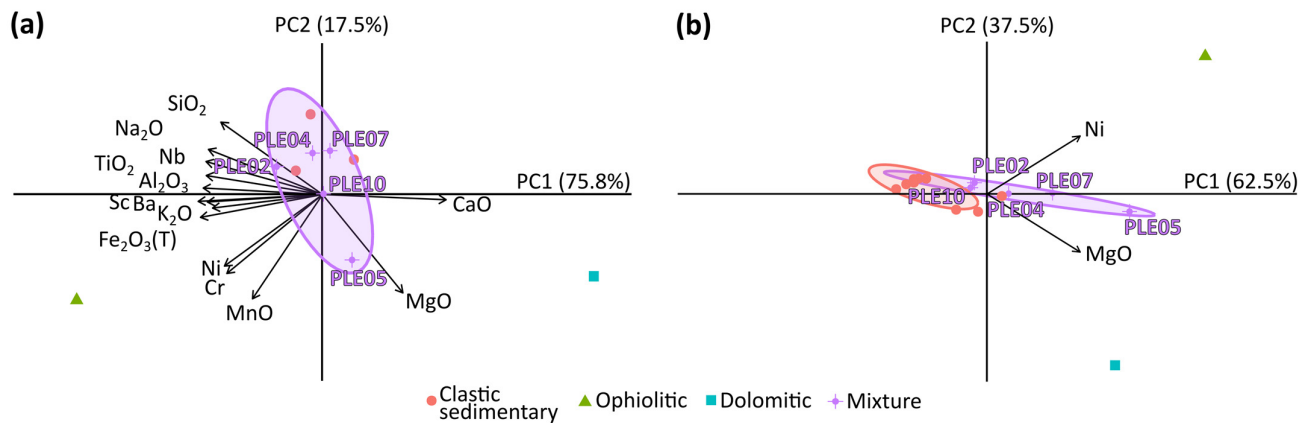 (a)
PC2 (17.5%)
SiO₂
Na₂O
PLE04 PLE07
TiO₂ Nb
PLE02
Al₂O₃
PLE10
PC1 (75.8%)
Sc Ba
K₂O
CaO
Fe₂O₃(T)
Ni
PLE05
Cr
MnO
MgO
(b)
PC2 (37.5%)
Ni
PLE02
PLE07
PC1 (62.5%)
PLE10
PLE04
PLE05
MgO
Clastic
sedimentary
Ophiolitic
Dolomitic
Mixture